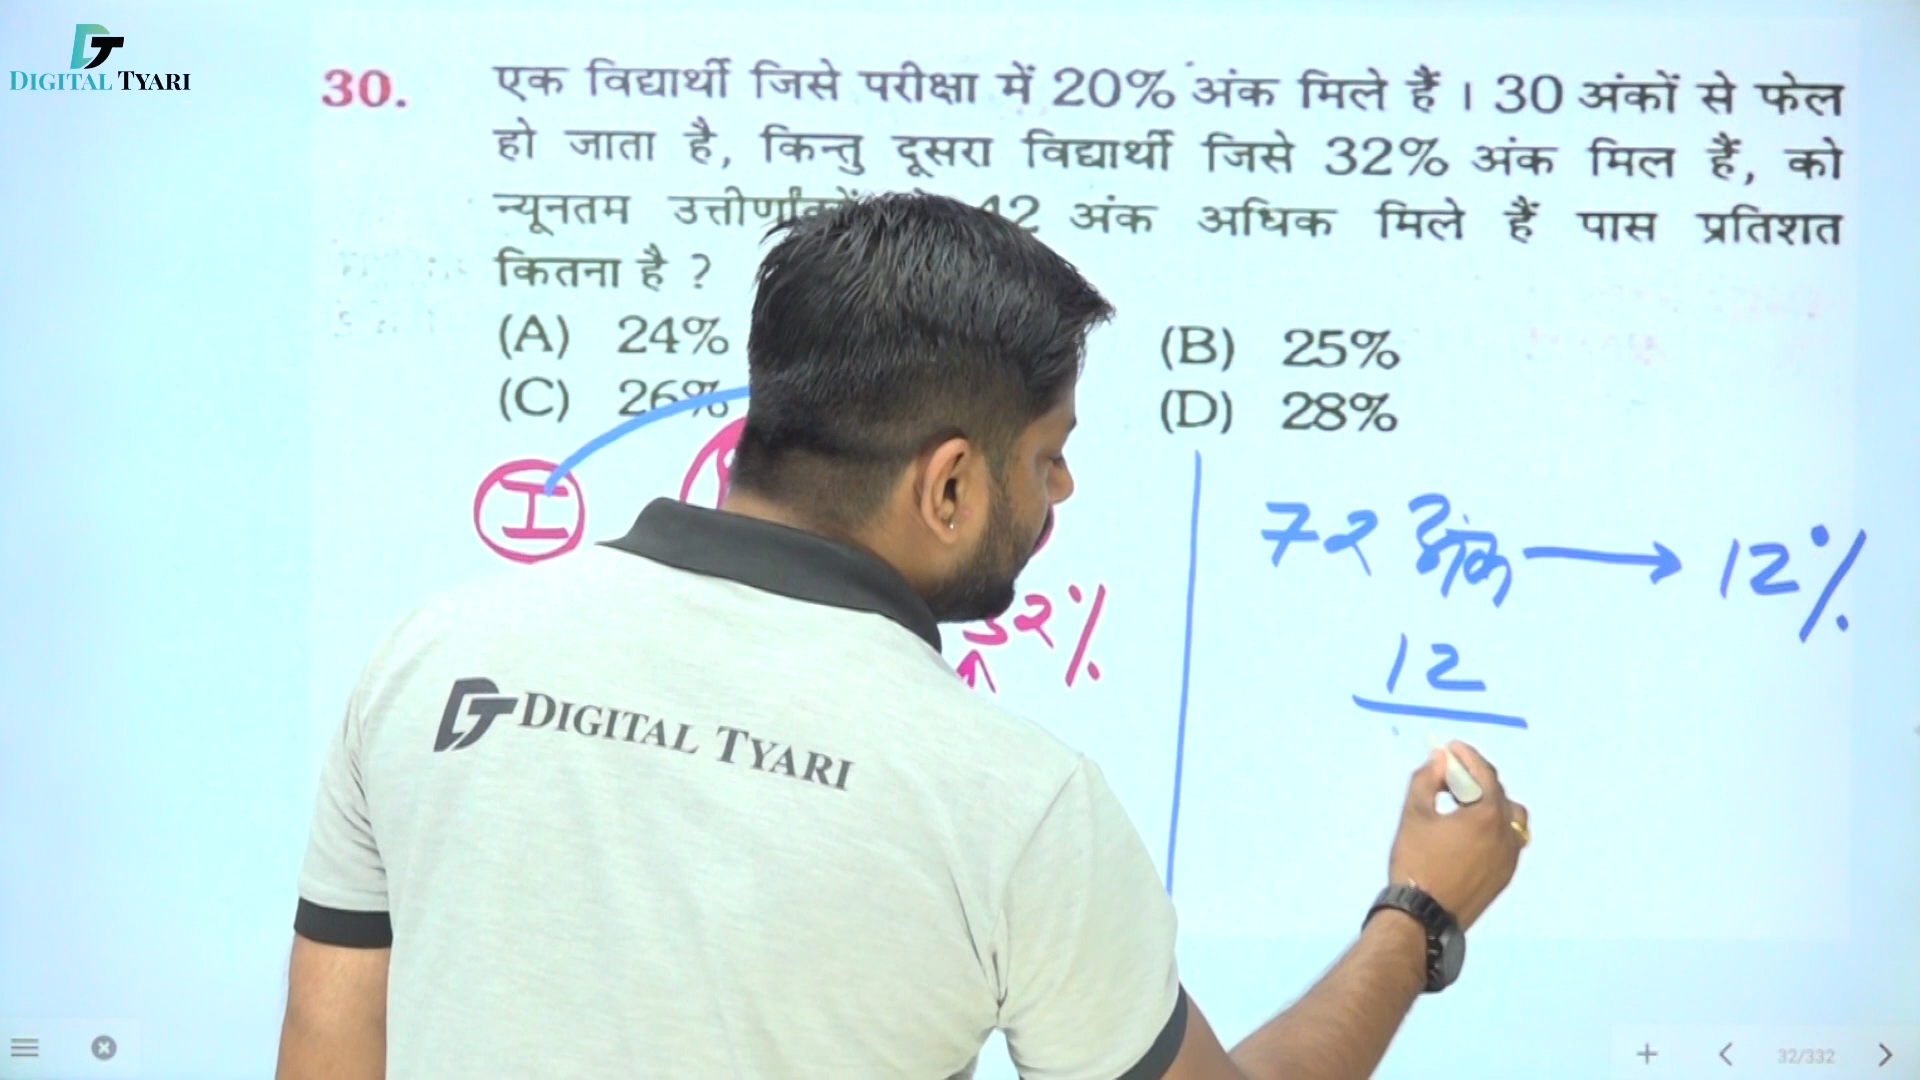 DIGITAL TYARI
30. एक विद्यार्थी जिसे परीक्षा में 20% अंक मिले हैं । 30 अंकों से फेल
हो जाता है, किन्तु दूसरा विद्यार्थी जिसे 32% अंक मिल हैं, को
न्यूनतम 42 अंक अधिक मिले हैं पास प्रतिशत
कितना है ?
(A) 24% (B) 25%
(C) 26% (D) 28%
I
72 अंक → 12%
12
32%
DIGITAL TYARI
32/332